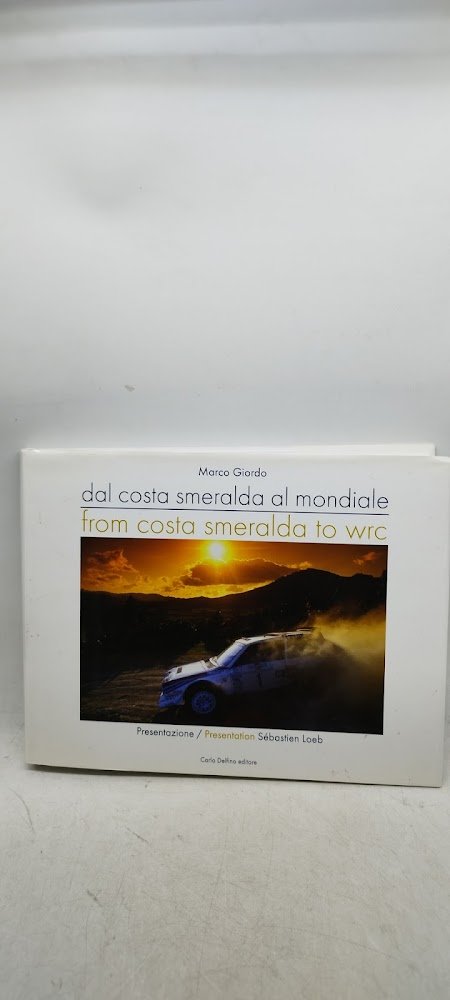 Marco Giordo
dal costa smeralda al mondiale
from costa smeralda to wrc
Presentazione / Presentation Sébastien Loeb
Carlo Delfino editore